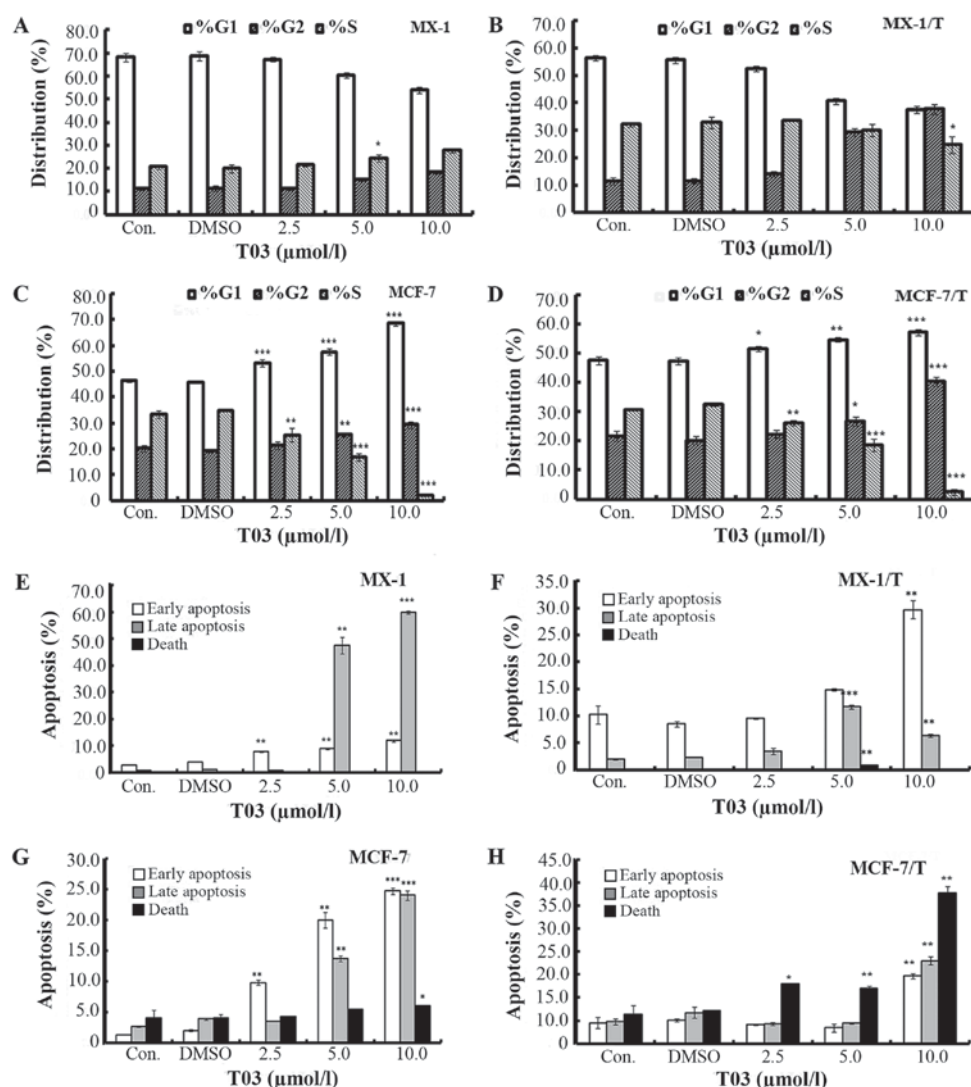 A
%G1 %G2 %S
MX-1
Distribution (%)
80.0
70.0
60.0
50.0
40.0
30.0
20.0
10.0
0
*
Con. DMSO 2.5 5.0 10.0
T03 (µmol/l)
B
%G1 %G2 %S
MX-1/T
Distribution (%)
70.0
60.0
50.0
40.0
30.0
20.0
10.0
0
*
Con. DMSO 2.5 5.0 10.0
T03 (µmol/l)
C
%G1 %G2 %S
MCF-7
Distribution (%)
80.0
70.0
60.0
50.0
40.0
30.0
20.0
10.0
0
*** ** *** ** *** *** *** ***
Con. DMSO 2.5 5.0 10.0
T03 (µmol/l)
D
%G1 %G2 %S
MCF-7/T
Distribution (%)
70.0
60.0
50.0
40.0
30.0
20.0
10.0
0
* ** ** * *** *** *** ***
Con. DMSO 2.5 5.0 10.0
T03 (µmol/l)
E
MX-1
Early apoptosis
Late apoptosis
Death
Apoptosis (%)
70.0
60.0
50.0
40.0
30.0
20.0
10.0
0
** ** ** ** ***
Con. DMSO 2.5 5.0 10.0
T03 (µmol/l)
F
MX-1/T
Early apoptosis
Late apoptosis
Death
Apoptosis (%)
35.0
30.0
25.0
15.0
10.0
5.0
0
*** ** ** **
Con. DMSO 2.5 5.0 10.0
T03 (µmol/l)
G
MCF-7
Early apoptosis
Late apoptosis
Death
Apoptosis (%)
30.0
25.0
20.0
15.0
10.0
5.0
0
** ** ** *** *** *
Con. DMSO 2.5 5.0 10.0
T03 (µmol/l)
H
MCF-7/T
Early apoptosis
Late apoptosis
Death
Apoptosis (%)
45.0
40.0
35.0
25.0
20.0
10.0
10.0
0
* ** ** ** **
Con. DMSO 2.5 5.0 10.0
T03 (µmol/l)